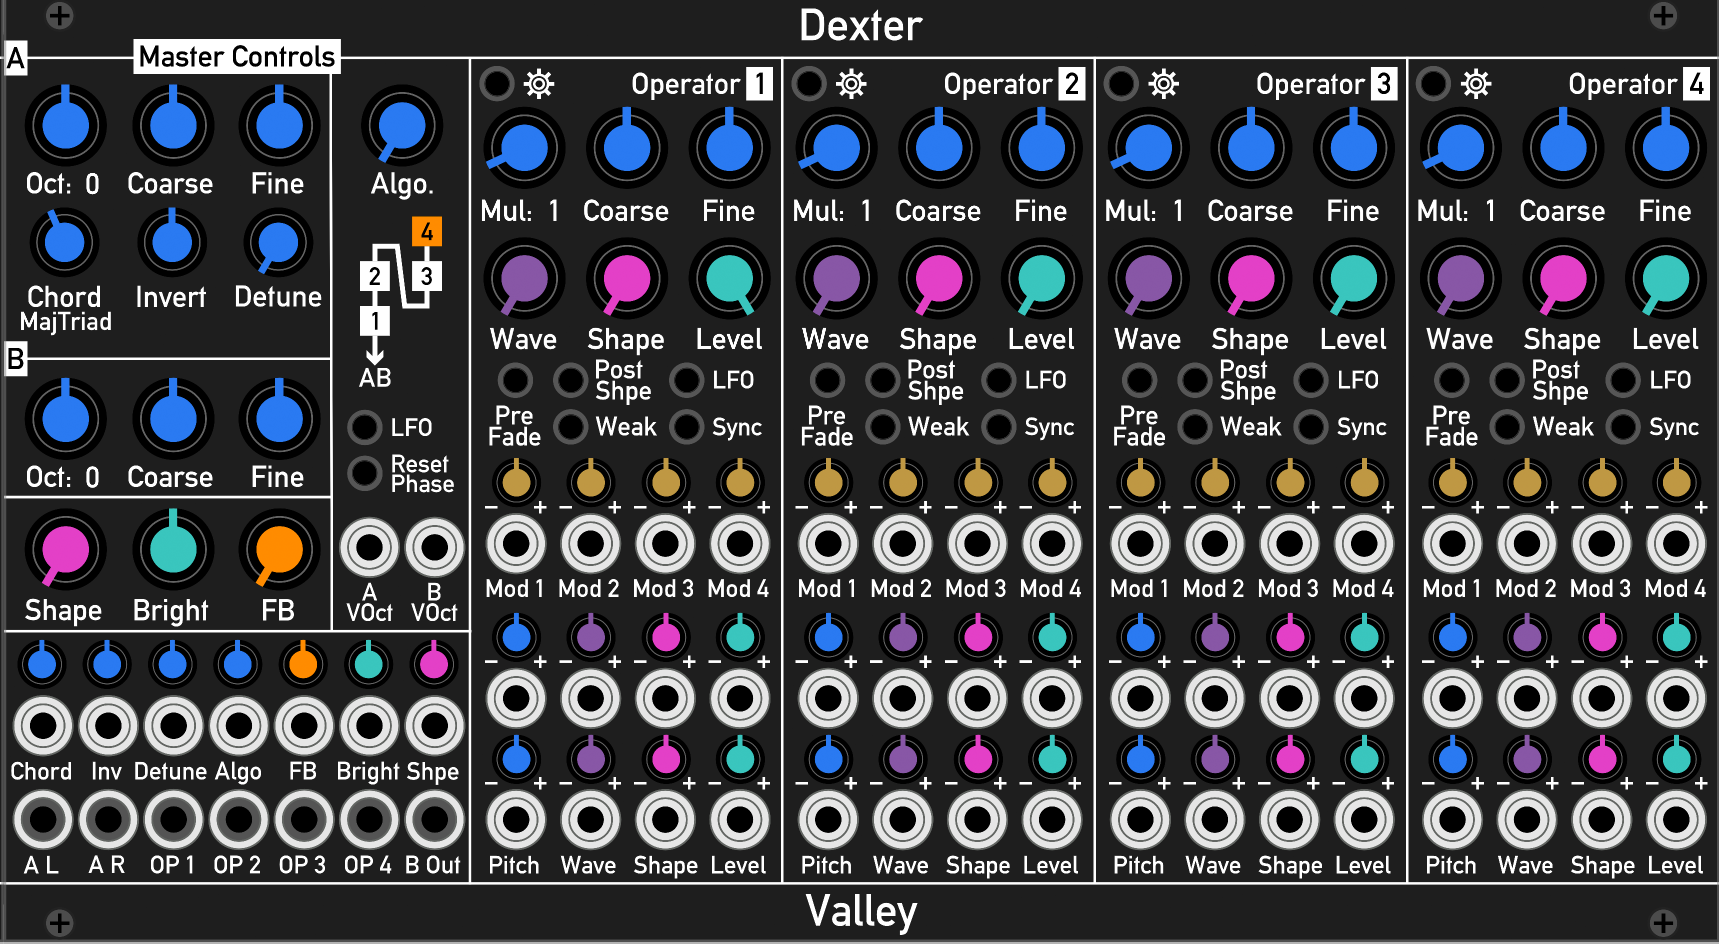 Dexter
A
Master Controls
Oct: 0 Coarse Fine
Chord Invert Detune
MajTriad
B
Oct: 0 Coarse Fine
Shape Bright FB
Algo.
4
2 3
1
AB
LFO
Reset
Phase
A B
VOct VOct
Chord Inv Detune Algo FB Bright Shpe
A L A R OP 1 OP 2 OP 3 OP 4 B Out
Operator 1
Mul: 1 Coarse Fine
Wave Shape Level
Post
Shpe
LFO
Pre
Fade
Weak Sync
- + - + - + - +
Mod 1 Mod 2 Mod 3 Mod 4
- + - + - + - +
- + - + - + - +
Pitch Wave Shape Level
Operator 2
Mul: 1 Coarse Fine
Wave Shape Level
Post
Shpe
LFO
Pre
Fade
Weak Sync
- + - + - + - +
Mod 1 Mod 2 Mod 3 Mod 4
- + - + - + - +
- + - + - + - +
Pitch Wave Shape Level
Operator 3
Mul: 1 Coarse Fine
Wave Shape Level
Post
Shpe
LFO
Pre
Fade
Weak Sync
- + - + - + - +
Mod 1 Mod 2 Mod 3 Mod 4
- + - + - + - +
- + - + - + - +
Pitch Wave Shape Level
Operator 4
Mul: 1 Coarse Fine
Wave Shape Level
Post
Shpe
LFO
Pre
Fade
Weak Sync
- + - + - + - +
Mod 1 Mod 2 Mod 3 Mod 4
- + - + - + - +
- + - + - + - +
Pitch Wave Shape Level
Valley